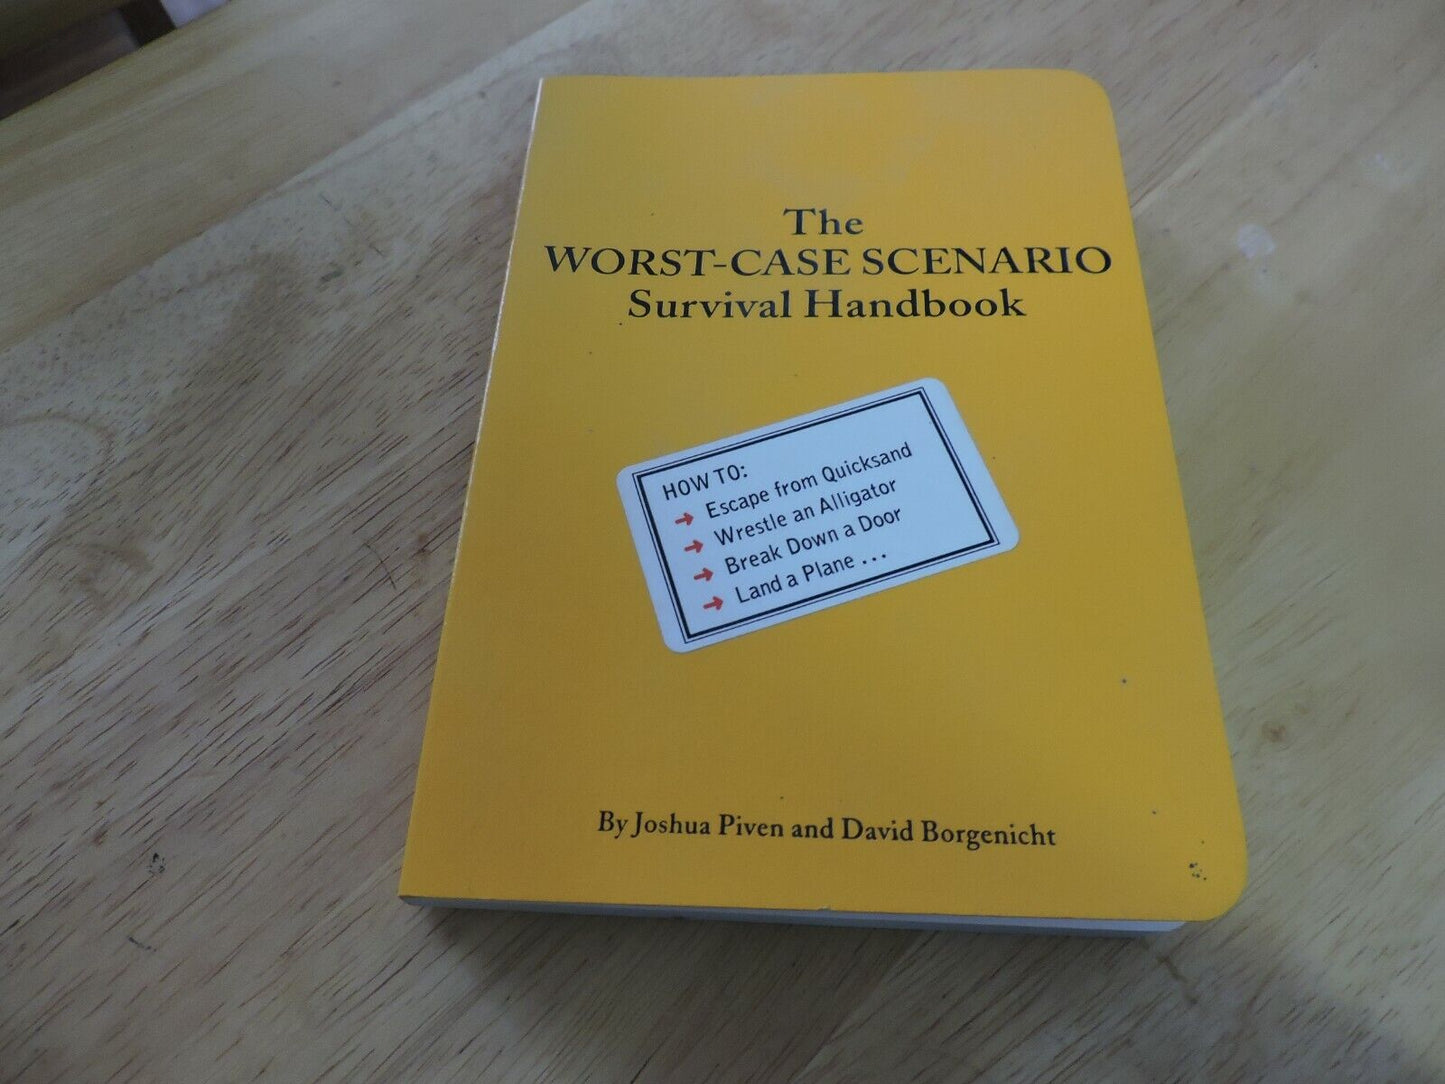 The
WORST-CASE SCENARIO
Survival Handbook
HOW TO:
➔ Escape from Quicksand
➔ Wrestle an Alligator
➔ Break Down a Door
➔ Land a Plane ...
By Joshua Piven and David Borgenicht